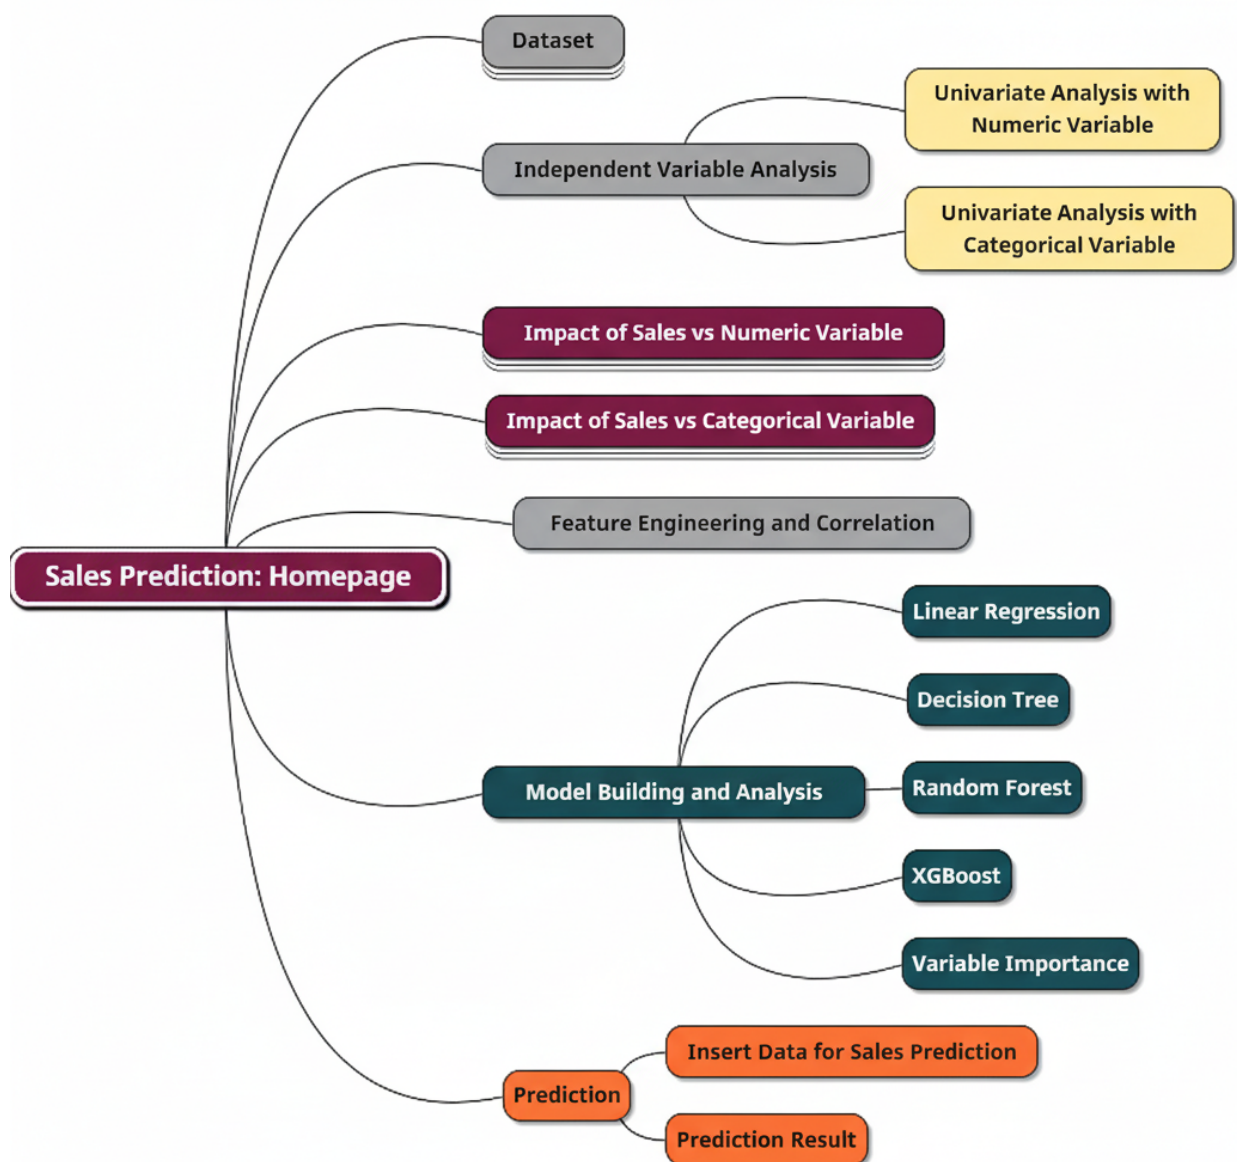 Dataset
Univariate Analysis with
Numeric Variable
Independent Variable Analysis
Univariate Analysis with
Categorical Variable
Impact of Sales vs Numeric Variable
Impact of Sales vs Categorical Variable
Feature Engineering and Correlation
Sales Prediction: Homepage
Linear Regression
Decision Tree
Model Building and Analysis
Random Forest
XGBoost
Variable Importance
Insert Data for Sales Prediction
Prediction
Prediction Result